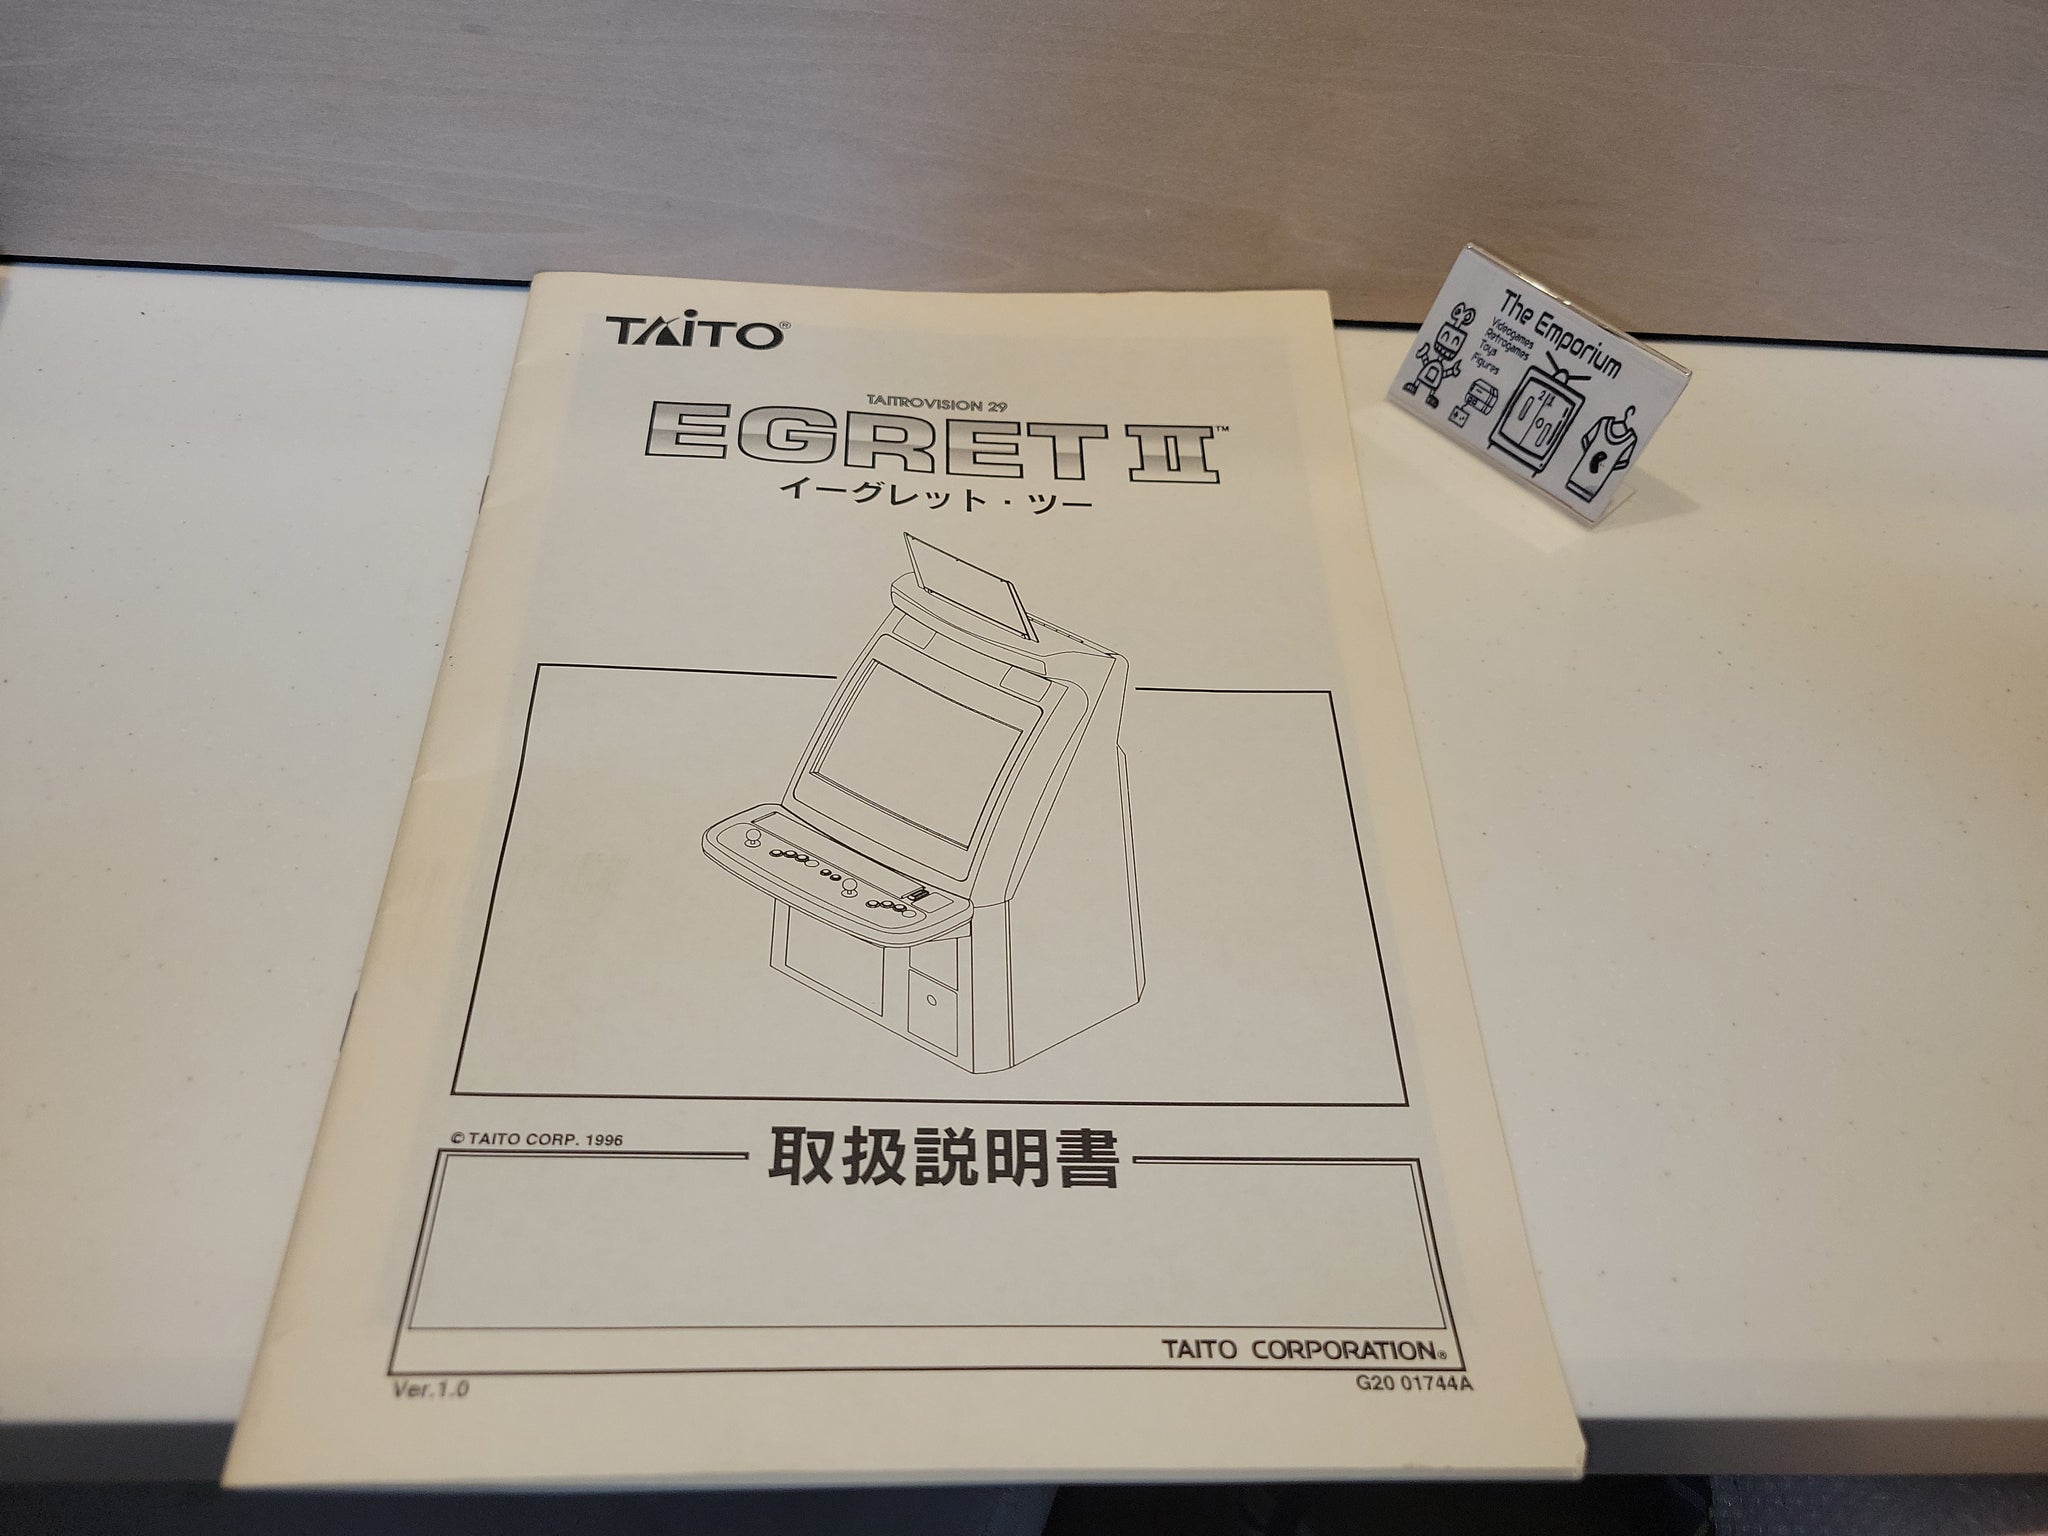 TAiTO®
TAITROVISION 29
EGRET II™
イーグレット・ツー
© TAITO CORP. 1996
取扱説明書
TAITO CORPORATION®
Ver.1.0
G20 01744A
The Emporium
Videogames
Retrogames
Toys
Figures